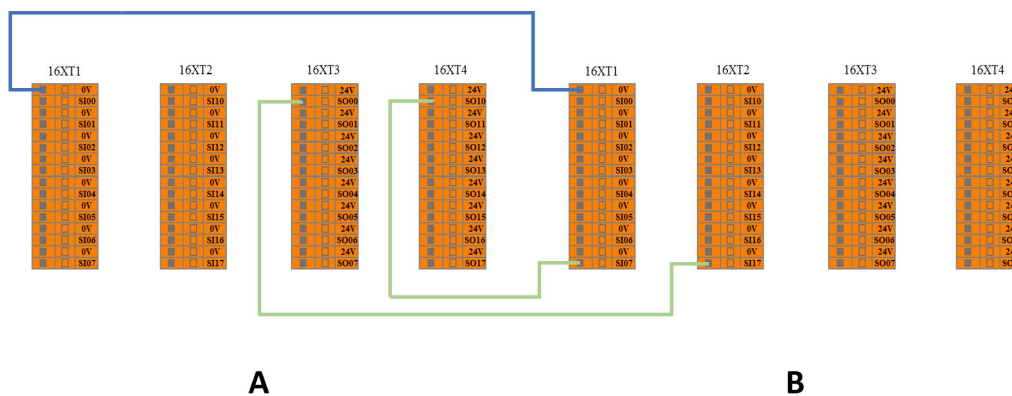 16XT1
0V
SI00
0V
SI01
0V
SI02
0V
SI03
0V
SI04
0V
SI05
0V
SI06
0V
SI07
16XT2
0V
SI10
0V
SI11
0V
SI12
0V
SI13
0V
SI14
0V
SI15
0V
SI16
0V
SI17
16XT3
24V
SO00
24V
SO01
24V
SO02
24V
SO03
24V
SO04
24V
SO05
24V
SO06
24V
SO07
16XT4
24V
SO10
24V
SO11
24V
SO12
24V
SO13
24V
SO14
24V
SO15
24V
SO16
24V
SO17
16XT1
0V
SI00
0V
SI01
0V
SI02
0V
SI03
0V
SI04
0V
SI05
0V
SI06
0V
SI07
16XT2
0V
SI10
0V
SI11
0V
SI12
0V
SI13
0V
SI14
0V
SI15
0V
SI16
0V
SI17
16XT3
24V
SO00
24V
SO01
24V
SO02
24V
SO03
24V
SO04
24V
SO05
24V
SO06
24V
SO07
16XT4
A
B